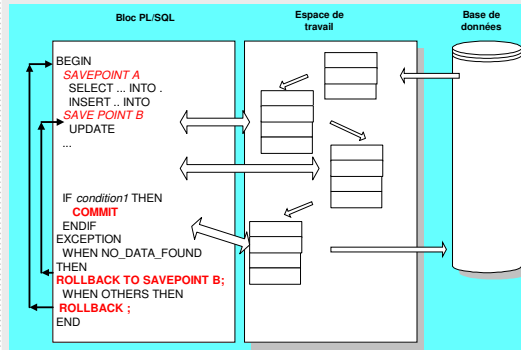 Bloc PL/SQL
Espace de
travail
Base de
données
BEGIN
SAVEPOINT A
SELECT ... INTO .
INSERT .. INTO
SAVE POINT B
UPDATE
...
IF condition1 THEN
COMMIT
ENDIF
EXCEPTION
WHEN NO_DATA_FOUND
THEN
ROLLBACK TO SAVEPOINT B;
WHEN OTHERS THEN
ROLLBACK ;
END